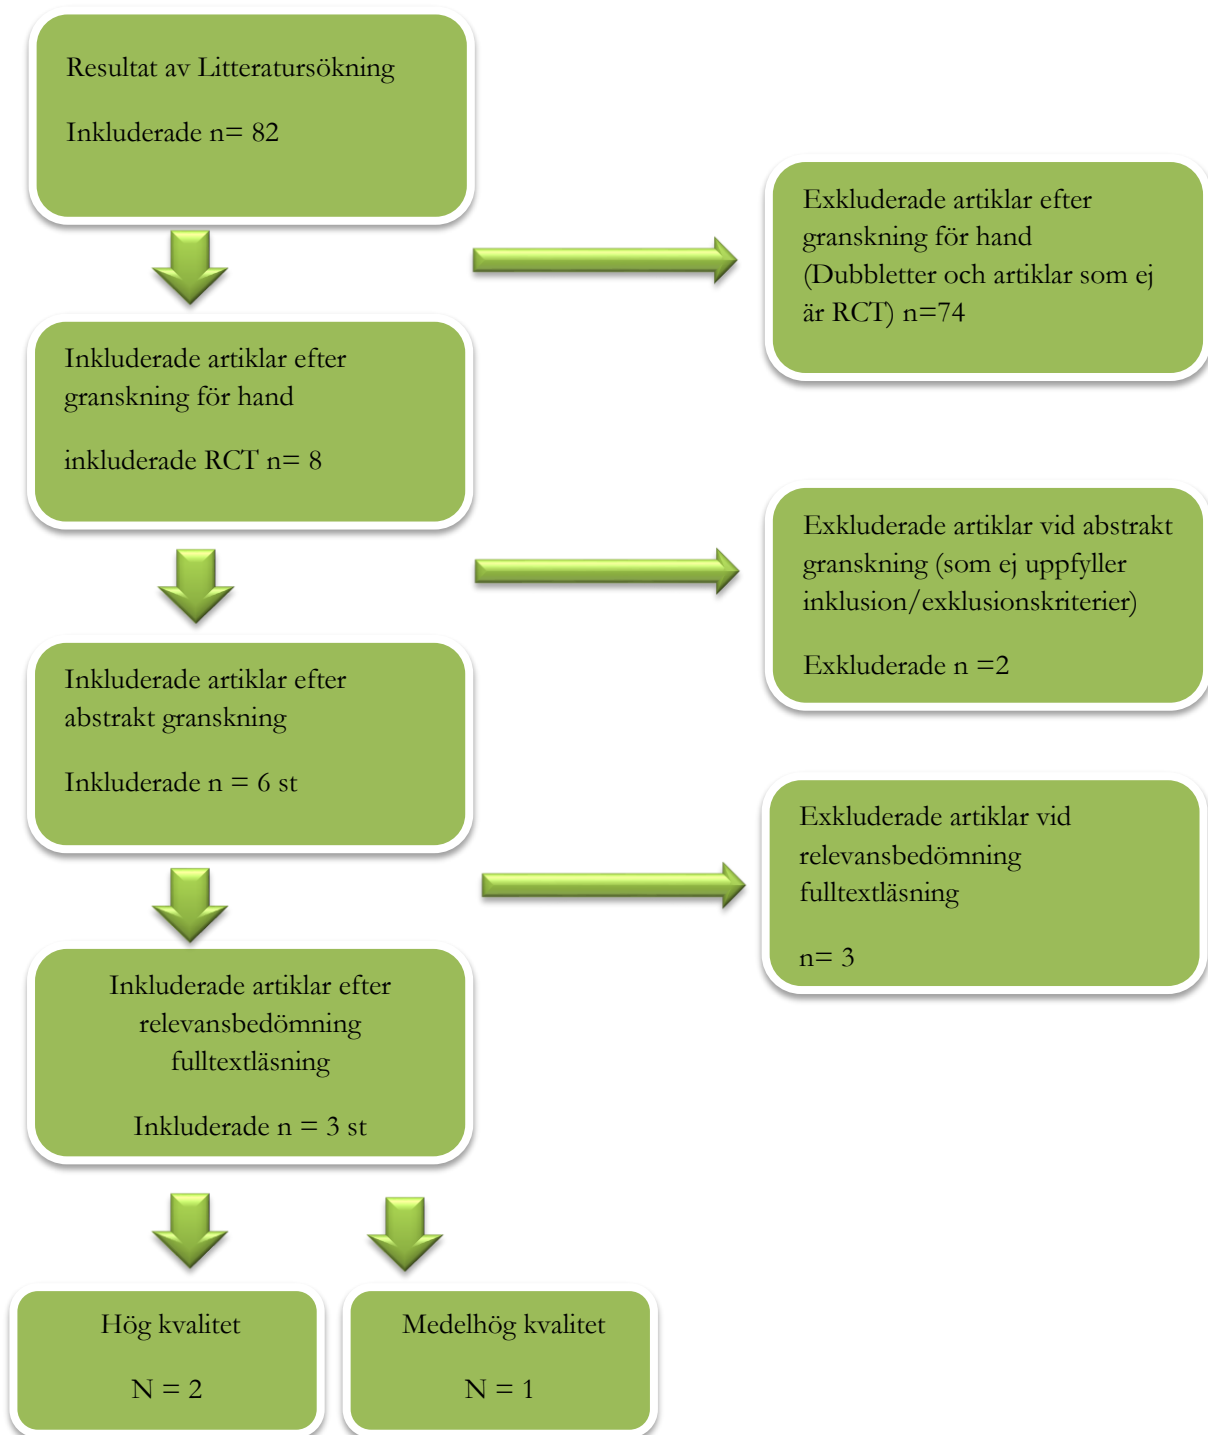 Resultat av Litteratursökning
Inkluderade n= 82
Exkluderade artiklar efter
granskning för hand
(Dubbletter och artiklar som ej
är RCT) n=74
Inkluderade artiklar efter
granskning för hand
inkluderade RCT n= 8
Exkluderade artiklar vid abstrakt
granskning (som ej uppfyller
inklusion/exklusionskriterier)
Exkluderade n =2
Inkluderade artiklar efter
abstrakt granskning
Inkluderade n = 6 st
Exkluderade artiklar vid
relevansbedömning
fulltextläsning
n= 3
Inkluderade artiklar efter
relevansbedömning
fulltextläsning
Inkluderade n = 3 st
Hög kvalitet
N = 2
Medelhög kvalitet
N = 1